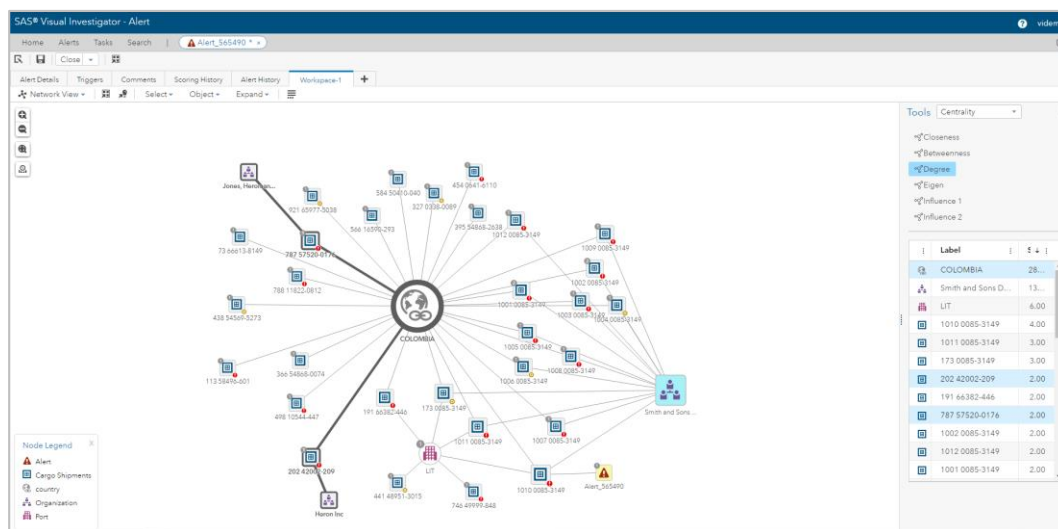 SAS® Visual Investigator - Alert
Home Alerts Tasks Search Alert_565490 *
Close
Alert Details Triggers Comments Scoring History Alert History Workspace-1
Network View Select Object Expand
Tools Centrality
Closeness
Betweenness
Degree
Eigen
Influence 1
Influence 2
Label
COLOMBIA 28...
Smith and Sons D... 13...
LIT 6.00
1010 0085-3149 4.00
1011 0085-3149 3.00
173 0085-3149 3.00
202 42002-209 2.00
191 66382-446 2.00
787 57520-0176 2.00
1002 0085-3149 2.00
1012 0085-3149 2.00
1001 0085-3149 2.00
454 0641-6110
584 50410-040
327 0338-0089
921 65977-5038
566 16590-293
395 54868-2638
1012 0085-3149
73 66613-8149
787 57520-0176
1009 0085-3149
788 11822-0812
1002 0085-3149
1001 0085-3149
1003 0085-3149
1004 0085-3149
438 54569-5273
COLOMBIA
1005 0085-3149
113 58496-601
366 54868-0074
1006 0085-3149
1008 0085-3149
498 10544-447
191 66382-446
173 0085-3149
Smith and Sons...
1011 0085-3149
1007 0085-3149
202 42002-209
LIT
441 48951-3015
746 49999-848
1010 0085-3149
Alert_565490
Heron Inc
Node Legend X
Alert
Cargo Shipments
country
Organization
Port